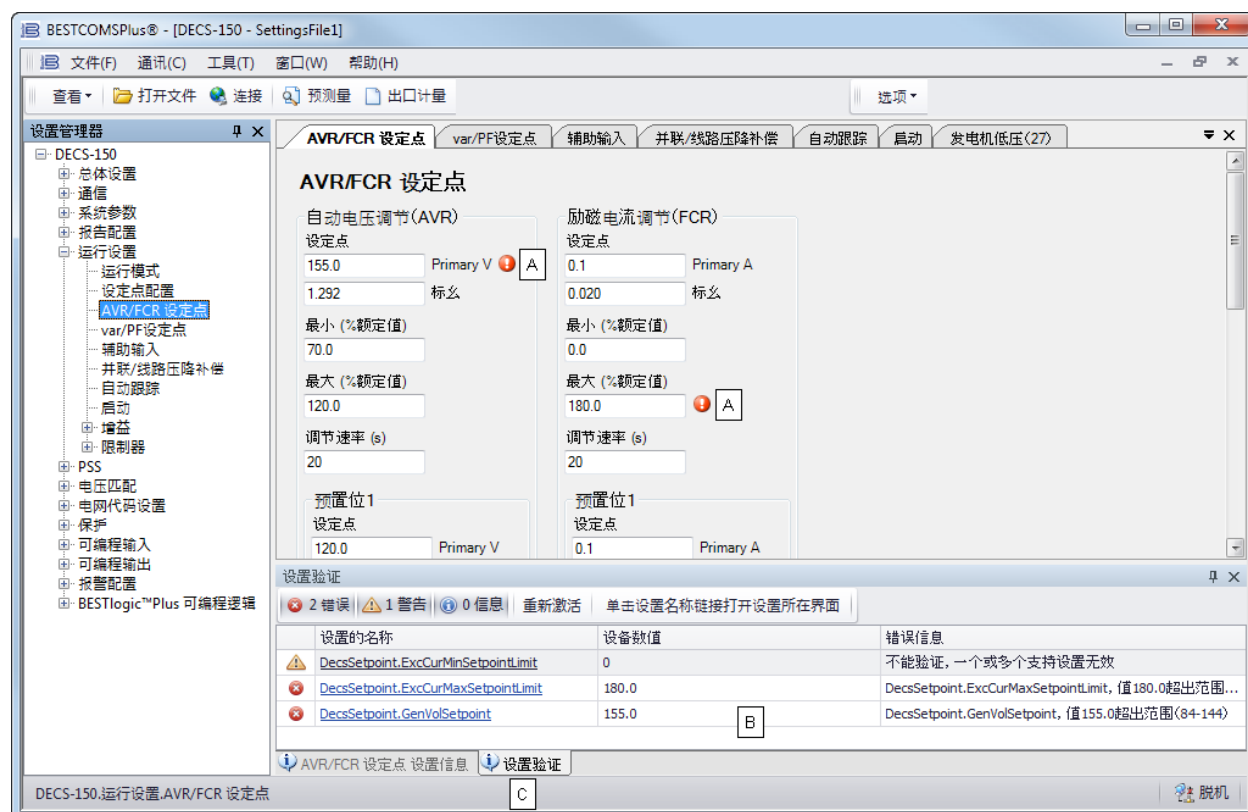 BESTCOMSPlus® - [DECS-150 - SettingsFile1]
文件(F) 通讯(C) 工具(T) 窗口(W) 帮助(H)
查看 打开文件 连接 预测量 出口计量 选项
设置管理器
DECS-150
总体设置
通信
系统参数
报告配置
运行设置
运行模式
设定点配置
AVR/FCR 设定点
var/PF设定点
辅助输入
并联/线路压降补偿
自动跟踪
启动
增益
限制器
PSS
电压匹配
电网代码设置
保护
可编程输入
可编程输出
报警配置
BESTlogic™Plus 可编程逻辑
AVR/FCR 设定点 var/PF设定点 辅助输入 并联/线路压降补偿 自动跟踪 启动 发电机低压(27)
AVR/FCR 设定点
自动电压调节(AVR)
设定点
155.0 Primary V A
1.292 标幺
最小 (%额定值)
70.0
最大 (%额定值)
120.0
调节速率 (s)
20
预置位1
设定点
120.0 Primary V
励磁电流调节(FCR)
设定点
0.1 Primary A
0.020 标幺
最小 (%额定值)
0.0
最大 (%额定值)
180.0 A
调节速率 (s)
20
预置位1
设定点
0.1 Primary A
设置验证
2 错误 1 警告 0 信息 重新激活 单击设置名称链接打开设置所在界面
设置的名称 设备数值 错误信息
DecsSetpoint.ExcCurMinSetpointLimit 0 不能验证, 一个或多个支持设置无效
DecsSetpoint.ExcCurMaxSetpointLimit 180.0 DecsSetpoint.ExcCurMaxSetpointLimit, 值180.0超出范围...
DecsSetpoint.GenVolSetpoint 155.0 DecsSetpoint.GenVolSetpoint, 值155.0超出范围(84-144)
B
AVR/FCR 设定点 设置信息 设置验证
DECS-150.运行设置.AVR/FCR 设定点 C 脱机